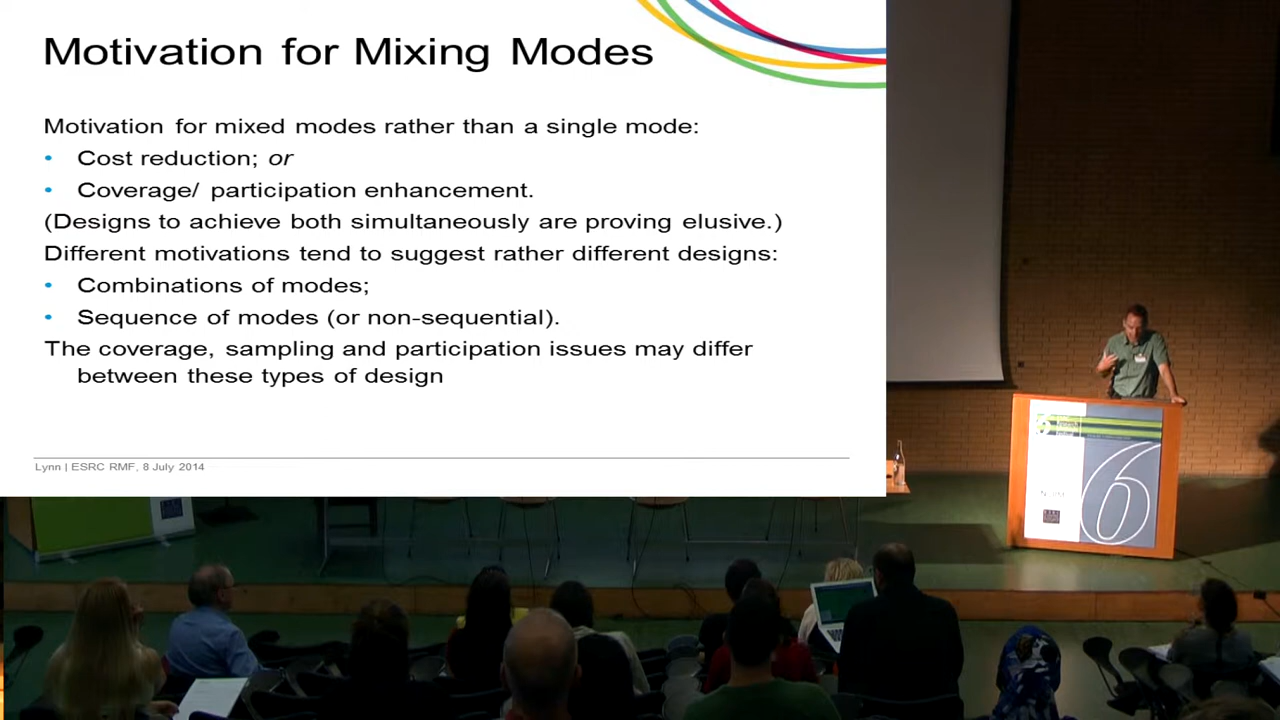 Motivation for Mixing Modes
Motivation for mixed modes rather than a single mode:
• Cost reduction; or
• Coverage/ participation enhancement.
(Designs to achieve both simultaneously are proving elusive.)
Different motivations tend to suggest rather different designs:
• Combinations of modes;
• Sequence of modes (or non-sequential).
The coverage, sampling and participation issues may differ
between these types of design
Lynn | ESRC RMF, 8 July 2014
6